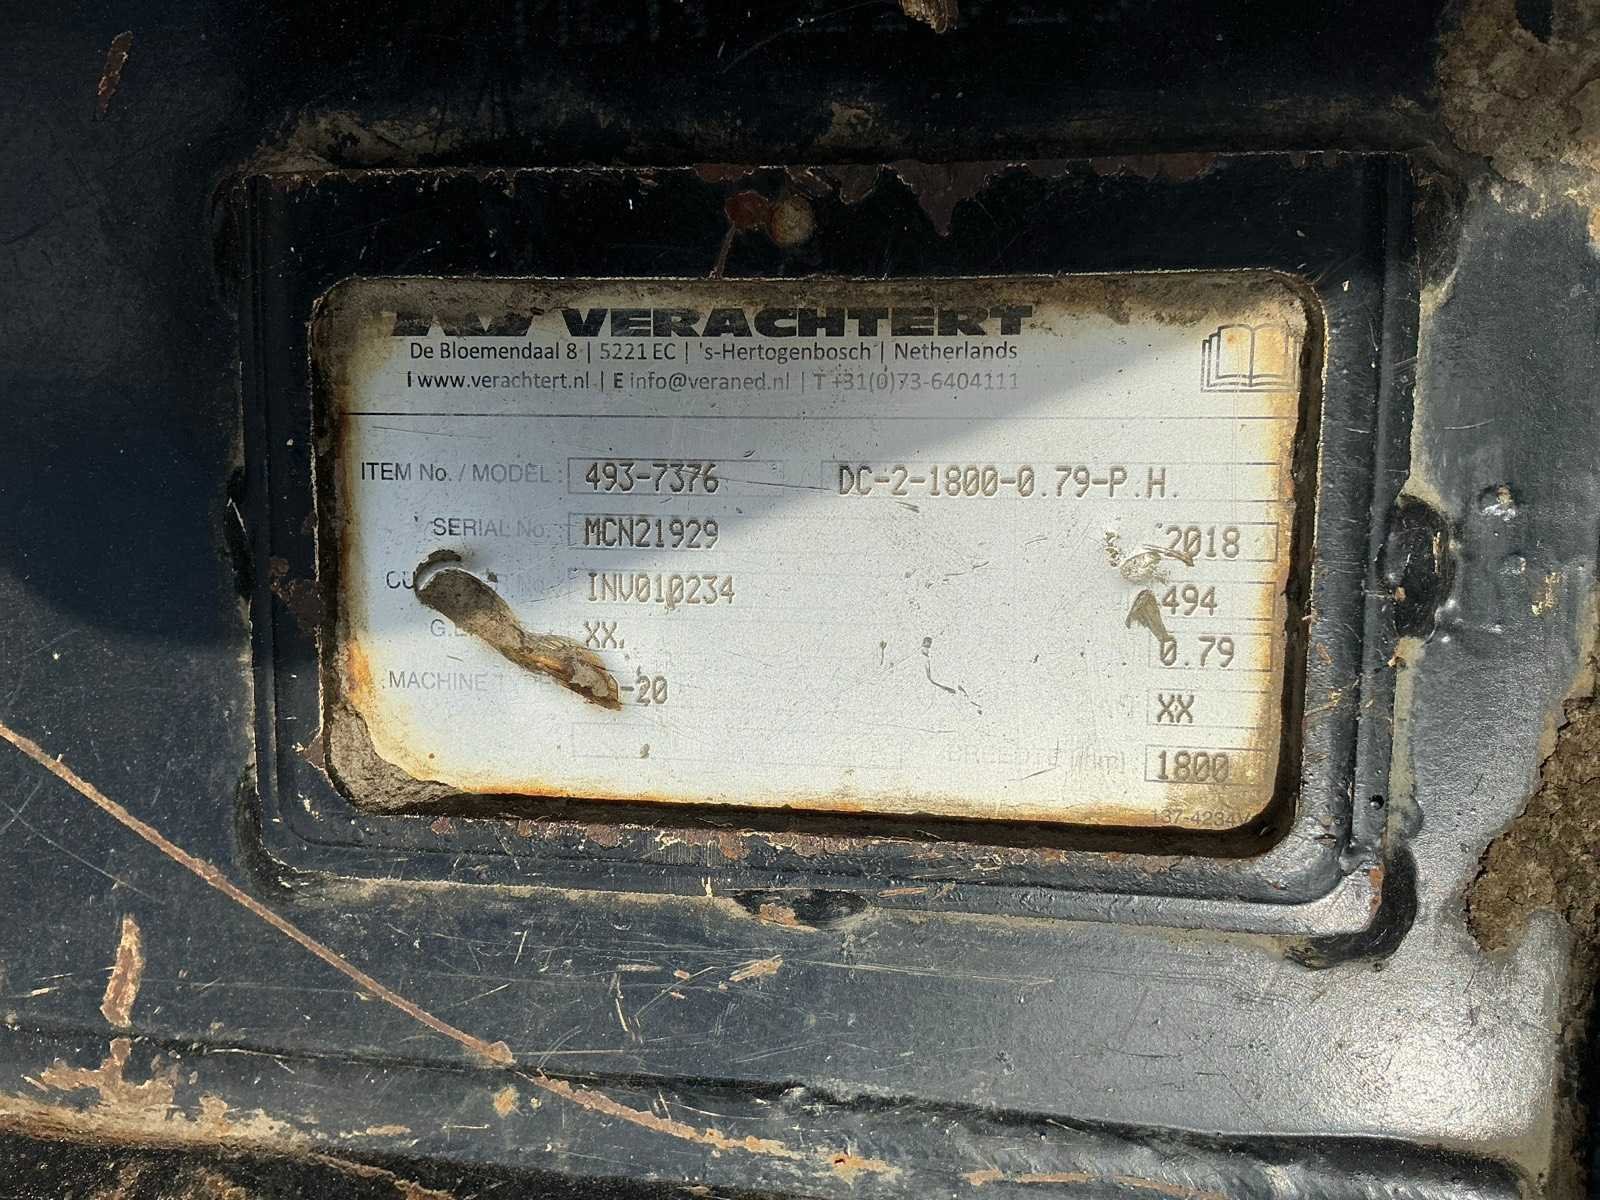 VERACHTERT
De Bloemendaal 8 | 5221 EC | 's-Hertogenbosch | Netherlands
I www.verachtert.nl | E info@veraned.nl | T +31(0)73-6404111
ITEM No. / MODEL : 493-7376 DC-2-1800-0.79-P.H.
SERIAL No. MCN21929 2018
INV010234 494
XX. 0.79
MACHINE -20 XX
1800
137-4234